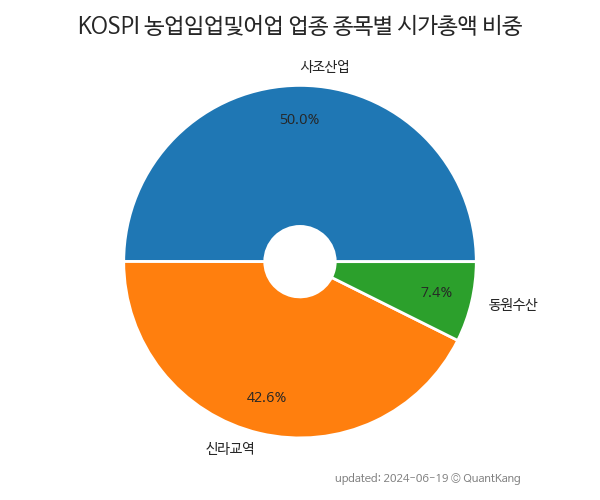 KOSPI 농업임업및어업 업종 종목별 시가총액 비중
사조산업
50.0%
7.4%
동원수산
42.6%
신라교역
updated: 2024-06-19 © QuantKang